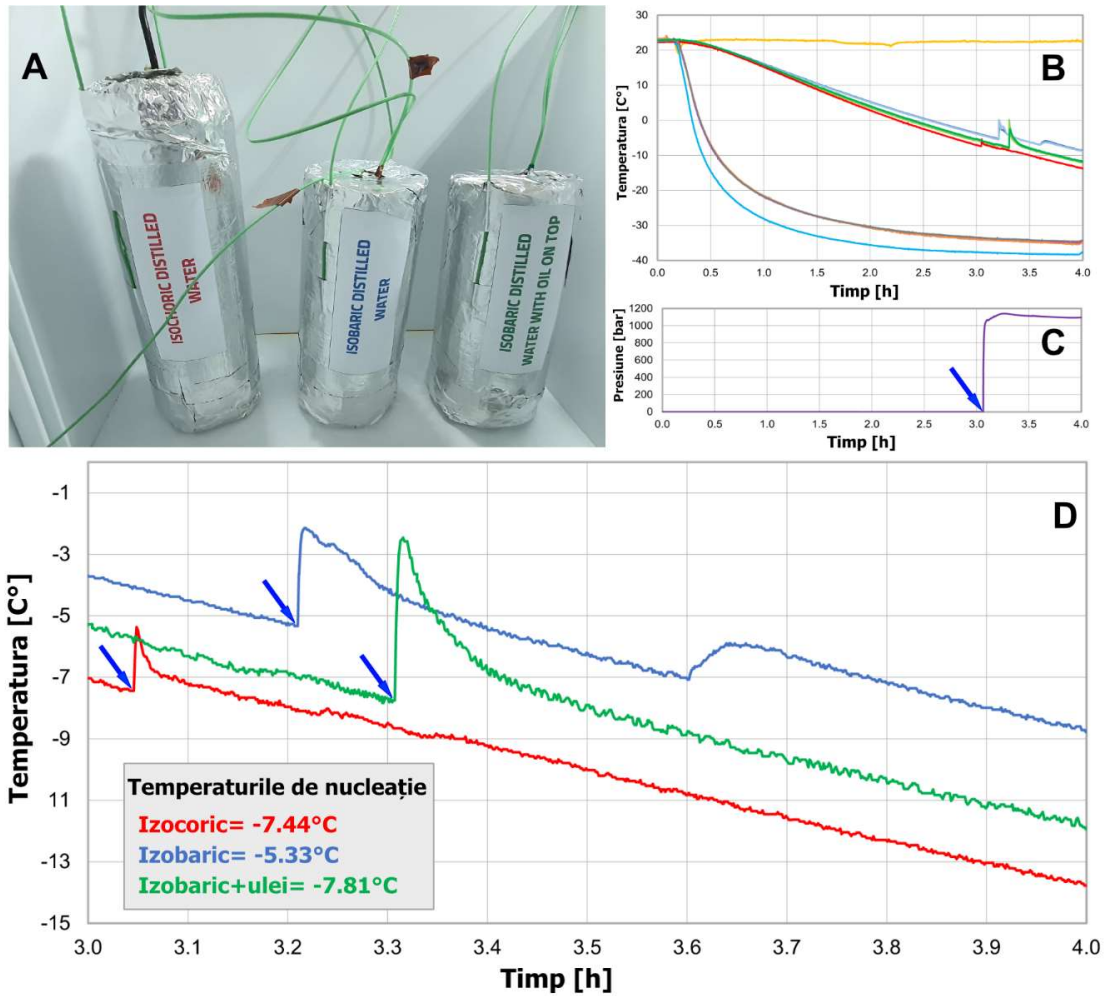 A
ISOCHORIC DISTILLED
WATER
ISOBARIC DISTILLED
WATER
ISOBARIC DISTILLED
WATER WITH OIL ON TOP
B
Temperatura [C°]
30
20
10
0
-10
-20
-30
-40
0.0 0.5 1.0 1.5 2.0 2.5 3.0 3.5 4.0
Timp [h]
C
Presiune [bar]
1200
1000
800
600
400
200
0
0.0 0.5 1.0 1.5 2.0 2.5 3.0 3.5 4.0
Timp [h]
D
Temperatura [C°]
-1
-3
-5
-7
-9
-11
-13
-15
Temperaturile de nucleație
Izocoric= -7.44°C
Izobaric= -5.33°C
Izobaric+ulei= -7.81°C
3.0 3.1 3.2 3.3 3.4 3.5 3.6 3.7 3.8 3.9 4.0
Timp [h]